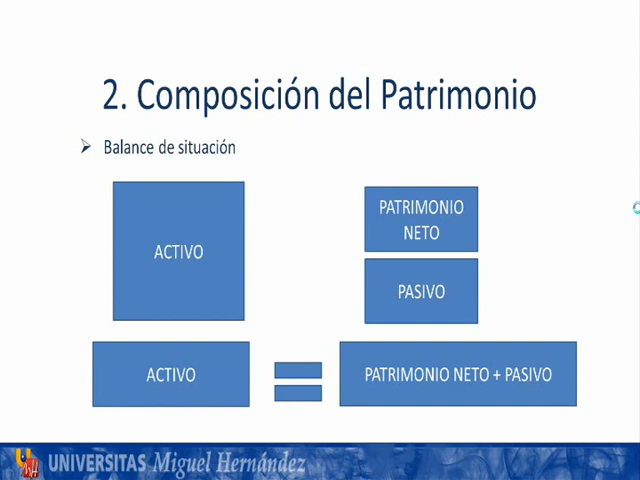 2. Composición del Patrimonio
Balance de situación
ACTIVO
PATRIMONIO
NETO
PASIVO
ACTIVO
PATRIMONIO NETO + PASIVO
UNIVERSITAS Miguel Hernández